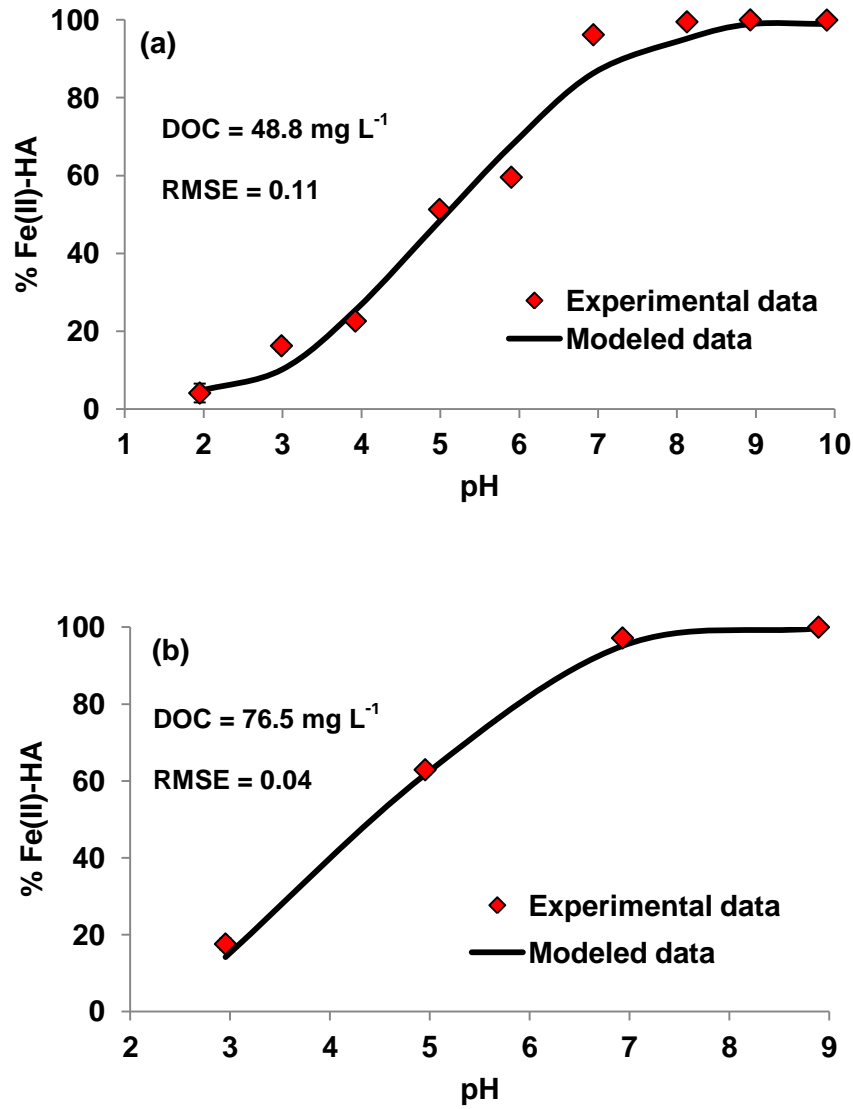 (a)
DOC = 48.8 mg L⁻¹
RMSE = 0.11
% Fe(II)-HA
100
80
60
40
20
0
Experimental data
Modeled data
1 2 3 4 5 6 7 8 9 10
pH
(b)
DOC = 76.5 mg L⁻¹
RMSE = 0.04
% Fe(II)-HA
100
80
60
40
20
0
Experimental data
Modeled data
2 3 4 5 6 7 8 9
pH